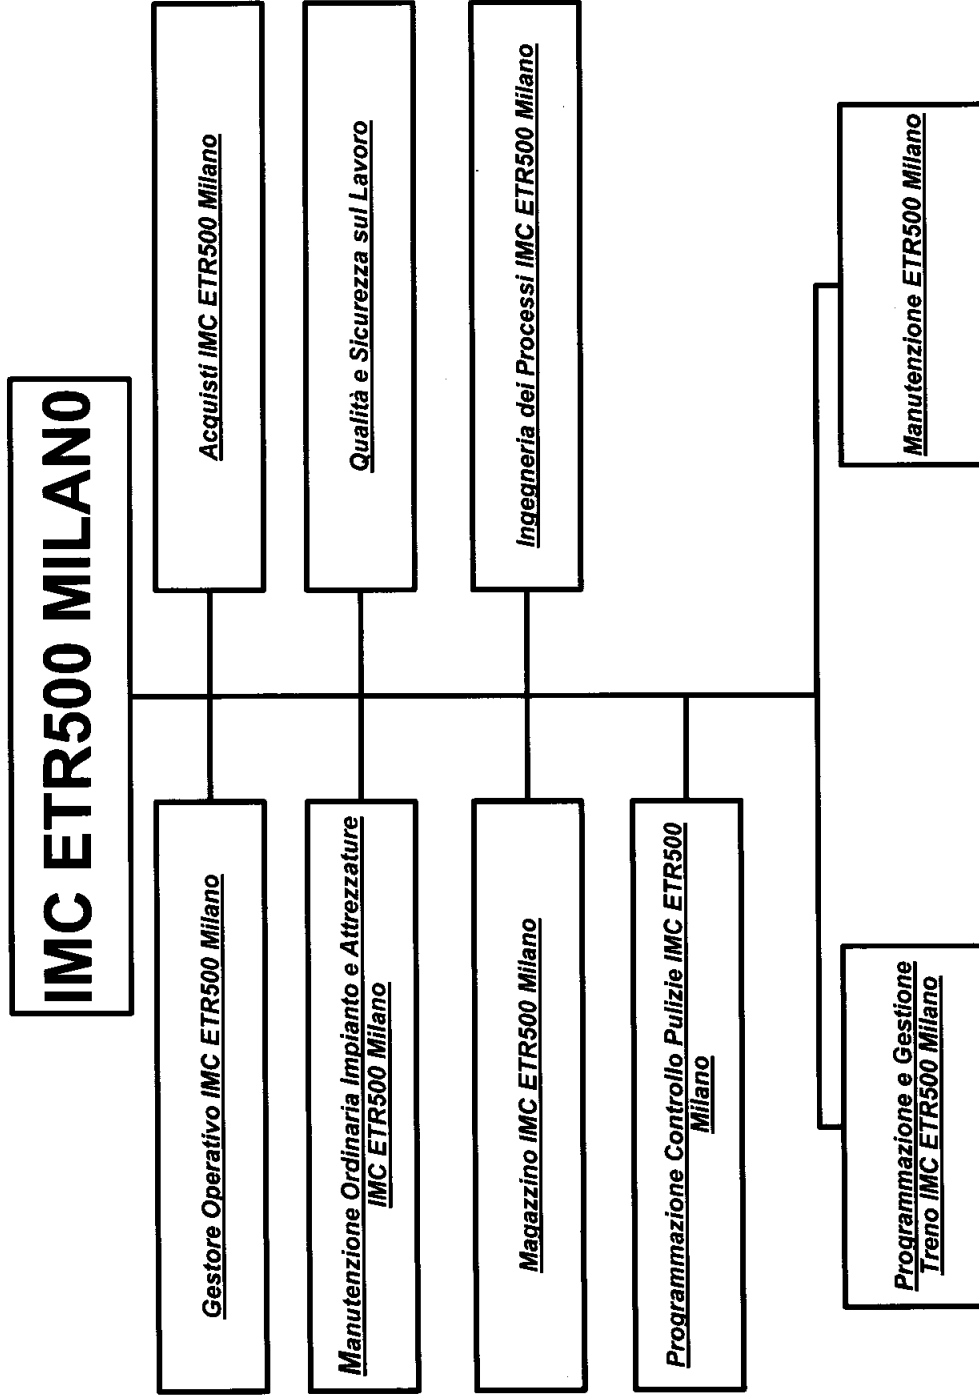 IMC ETR500 MILAN0
Gestore Operativo IMC ETR500 Milano
Acquisti IMC ETR500 Milano
Manutenzione Ordinaria Impianto e Attrezzature
IMC ETR500 Milano
Qualità e Sicurezza sul Lavoro
Magazzino IMC ETR500 Milano
Ingegneria dei Processi IMC ETR500 Milano
Programmazione Controllo Pulizie IMC ETR500
Milano
Programmazione e Gestione
Treno IMC ETR500 Milano
Manutenzione ETR500 Milano